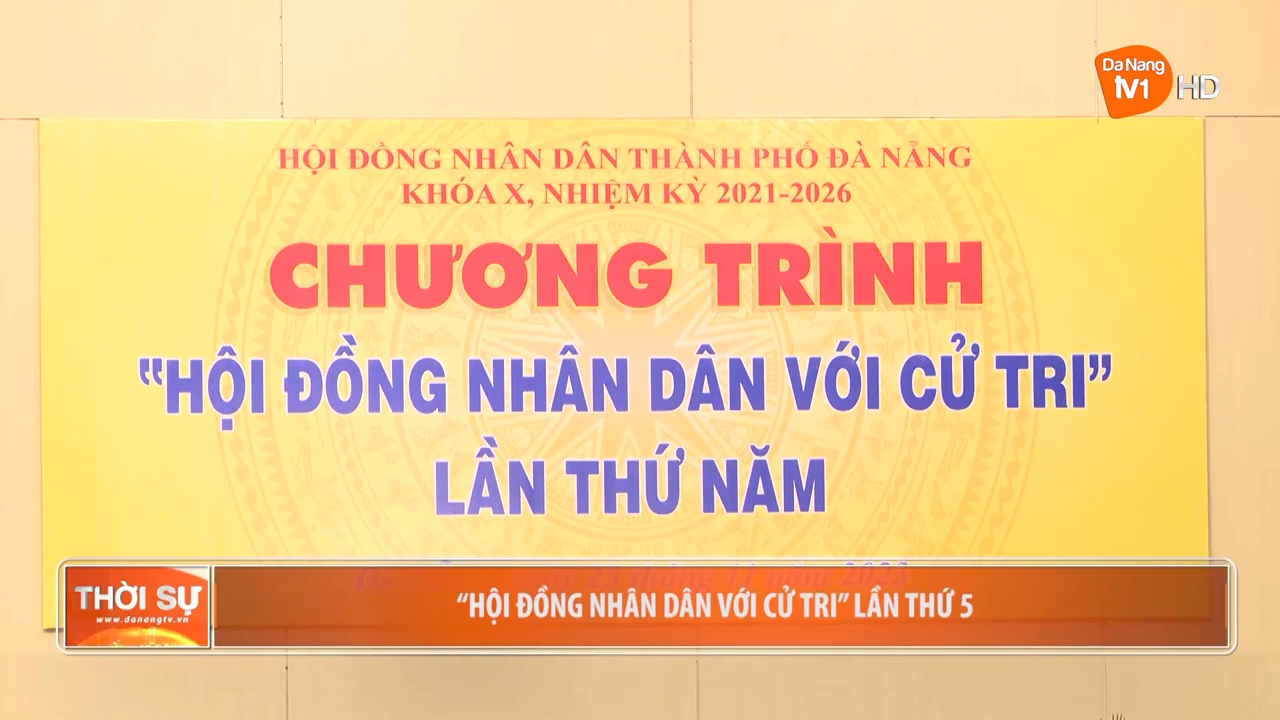 Da Nang
TV1 HD
HỘI ĐỒNG NHÂN DÂN THÀNH PHỐ ĐÀ NẴNG
KHÓA X, NHIỆM KỲ 2021-2026
CHƯƠNG TRÌNH
“HỘI ĐỒNG NHÂN DÂN VỚI CỬ TRI”
LẦN THỨ NĂM
THỜI SỰ
www.danangtv.vn
“HỘI ĐỒNG NHÂN DÂN VỚI CỬ TRI” LẦN THỨ 5